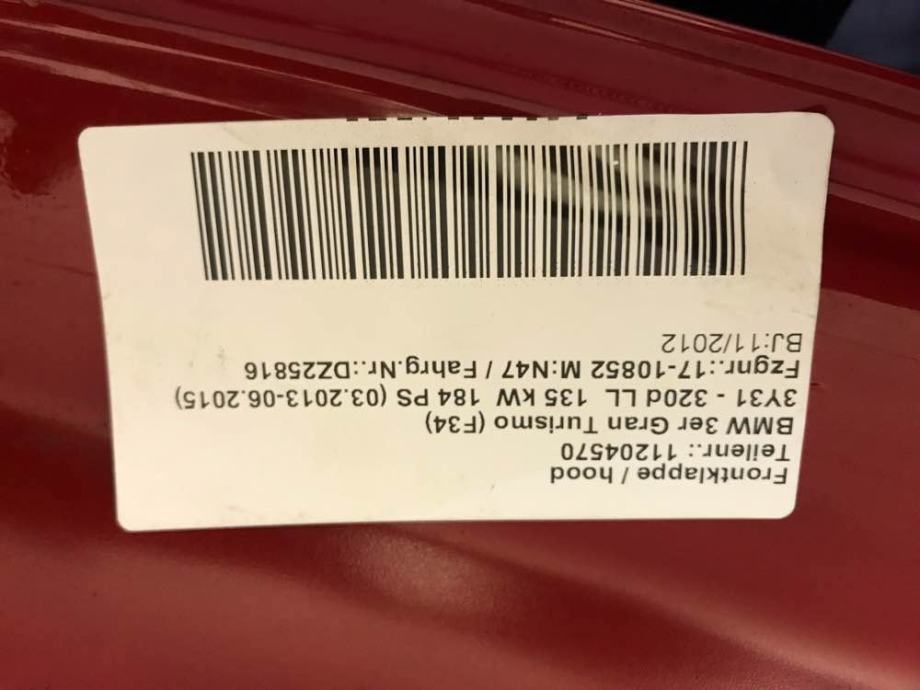 Frontklappe / hood
Teilenr.: 11204570
BMW 3er Gran Turismo (F34)
3Y31 - 320d LL 135 kW 184 PS (03.2013-06.2015)
Fzgnr.:17-10852 M:N47 / Fahrg.Nr.:DZ25816
BJ:11/2012